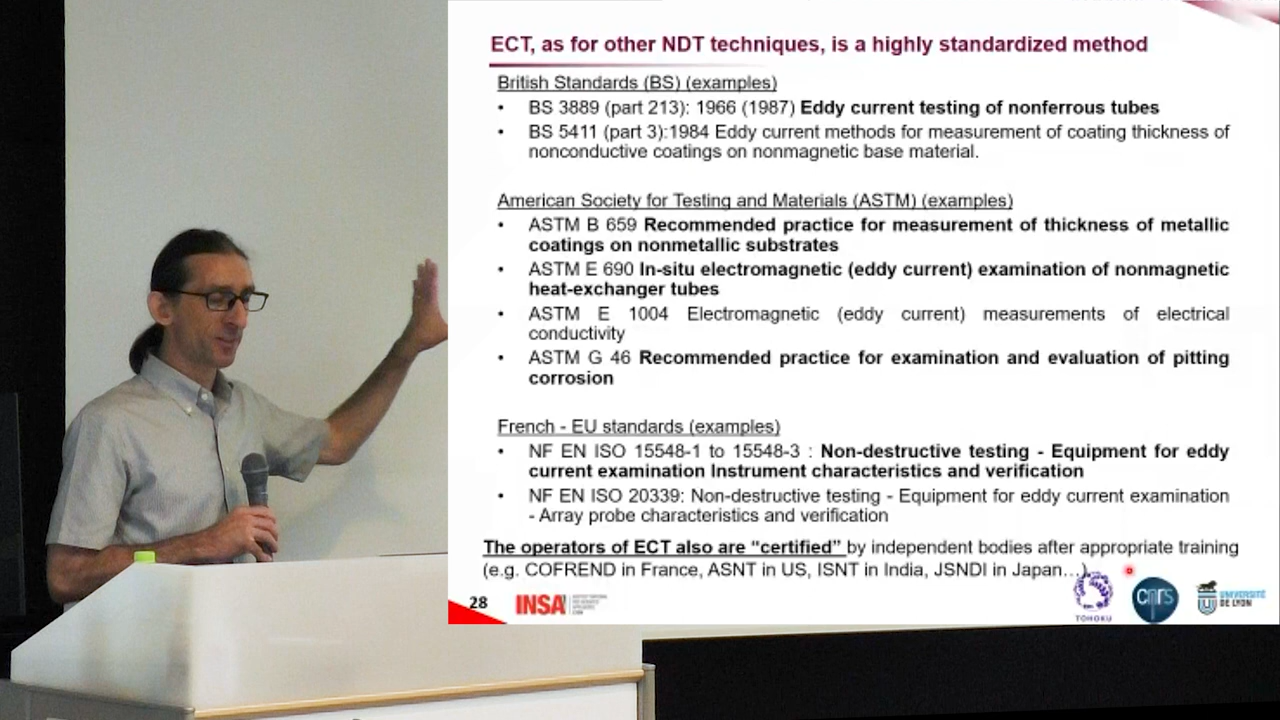 ECT, as for other NDT techniques, is a highly standardized method
British Standards (BS) (examples)
• BS 3889 (part 213): 1966 (1987) Eddy current testing of nonferrous tubes
• BS 5411 (part 3):1984 Eddy current methods for measurement of coating thickness of
nonconductive coatings on nonmagnetic base material.
American Society for Testing and Materials (ASTM) (examples)
• ASTM B 659 Recommended practice for measurement of thickness of metallic
coatings on nonmetallic substrates
• ASTM E 690 In-situ electromagnetic (eddy current) examination of nonmagnetic
heat-exchanger tubes
• ASTM E 1004 Electromagnetic (eddy current) measurements of electrical
conductivity
• ASTM G 46 Recommended practice for examination and evaluation of pitting
corrosion
French - EU standards (examples)
• NF EN ISO 15548-1 to 15548-3 : Non-destructive testing - Equipment for eddy
current examination Instrument characteristics and verification
• NF EN ISO 20339: Non-destructive testing - Equipment for eddy current examination
- Array probe characteristics and verification
The operators of ECT also are “certified” by independent bodies after appropriate training
(e.g. COFREND in France, ASNT in US, ISNT in India, JSNDI in Japan…)
28
INSA
TOHOKU
cnrs
UNIVERSITÉ
DE LYON